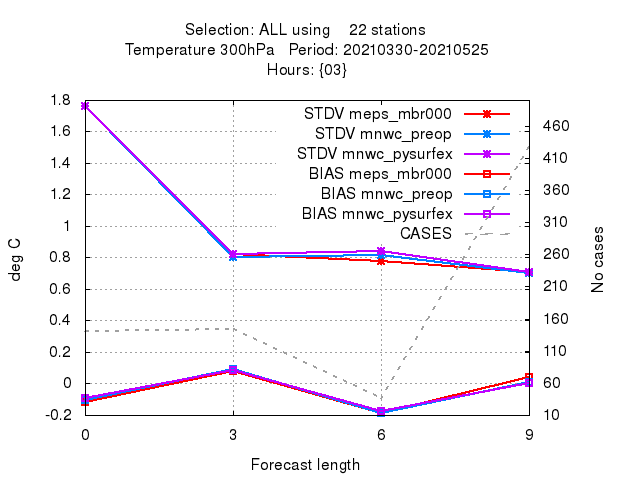 Selection: ALL using 22 stations
Temperature 300hPa Period: 20210330-20210525
Hours: {03}
STDV meps_mbr000
STDV mnwc_preop
STDV mnwc_pysurfex
BIAS meps_mbr000
BIAS mnwc_preop
BIAS mnwc_pysurfex
CASES
deg C
1.8
1.6
1.4
1.2
1
0.8
0.6
0.4
0.2
0
-0.2
460
410
360
310
260
210
160
110
60
10
No cases
0 3 6 9
Forecast length